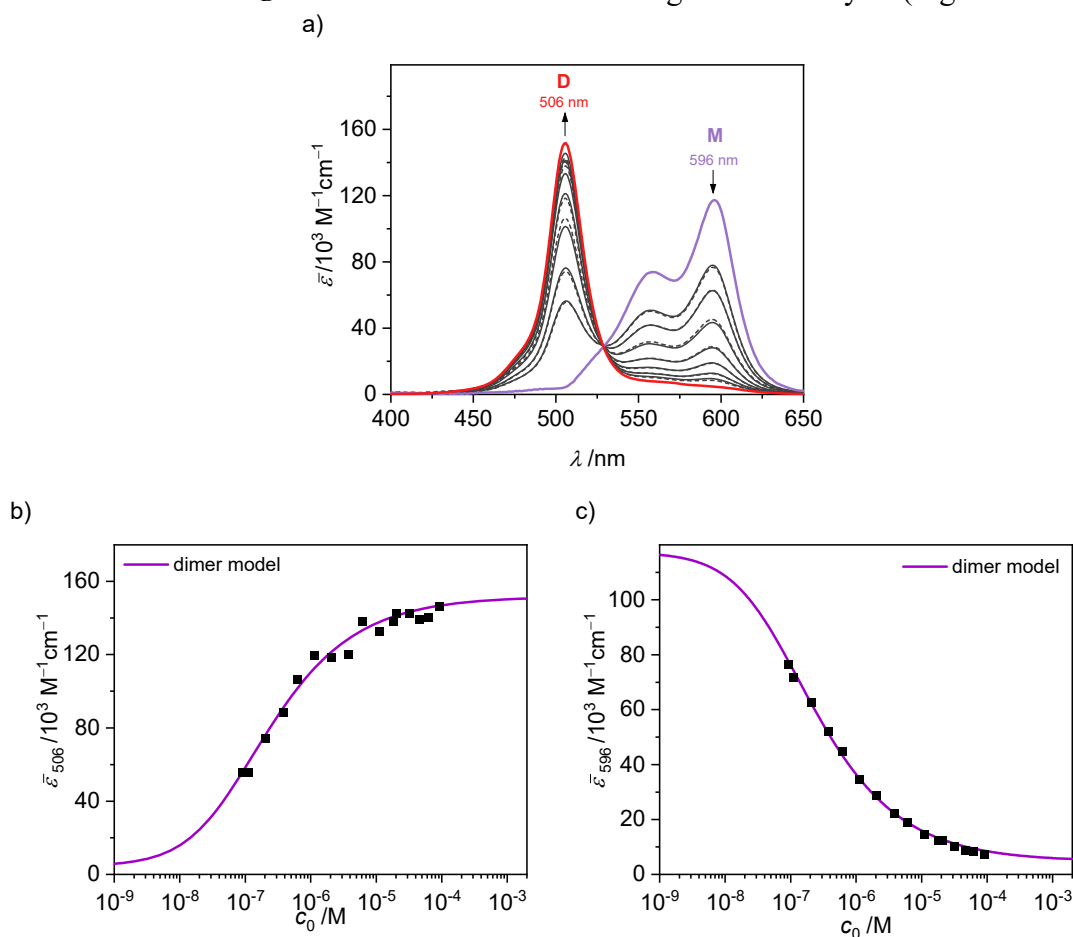 a)
D
506 nm
M
596 nm
160
120
80
40
0
ε̄/10³ M⁻¹cm⁻¹
400 450 500 550 600 650
λ /nm
b)
dimer model
160
120
80
40
0
ε̄₅₀₆ /10³ M⁻¹cm⁻¹
10⁻⁹ 10⁻⁸ 10⁻⁷ 10⁻⁶ 10⁻⁵ 10⁻⁴ 10⁻³
c₀ /M
c)
dimer model
100
80
60
40
20
0
ε̄₅₉₆ /10³ M⁻¹cm⁻¹
10⁻⁹ 10⁻⁸ 10⁻⁷ 10⁻⁶ 10⁻⁵ 10⁻⁴ 10⁻³
c₀ /M